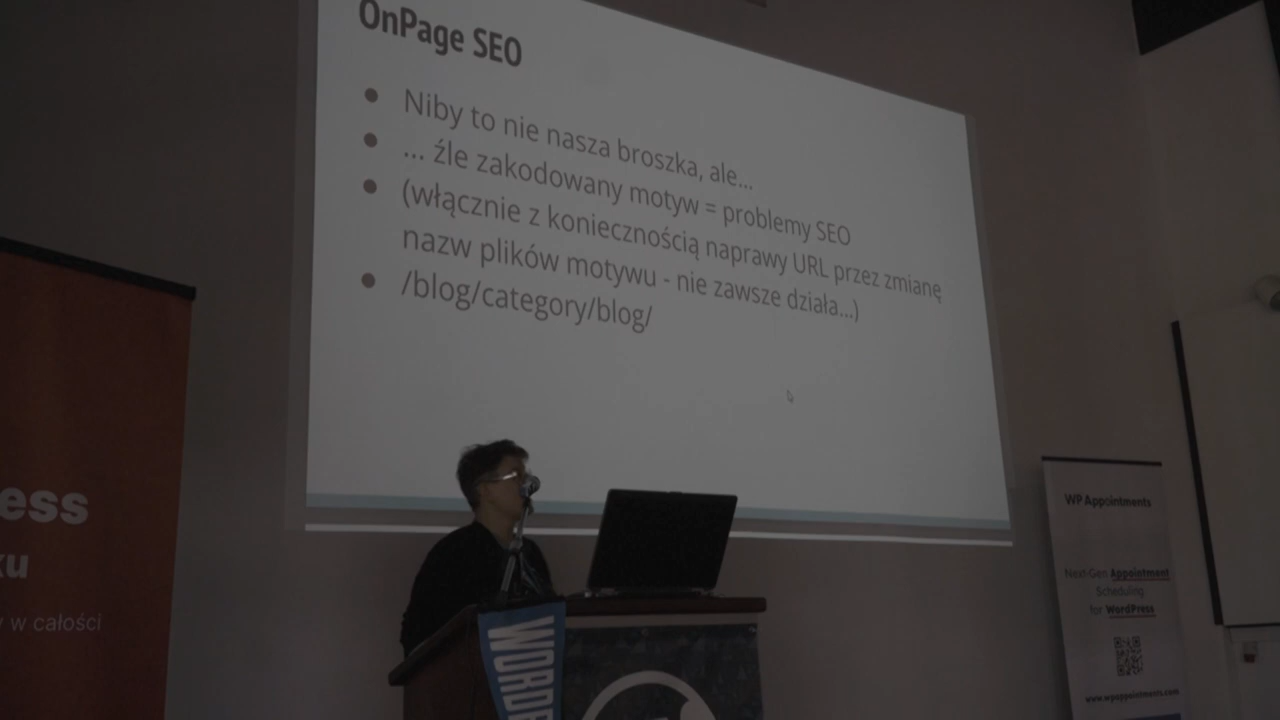 OnPage SEO
Niby to nie nasza broszka, ale...
... źle zakodowany motyw = problemy SEO
(włącznie z koniecznością naprawy URL przez zmianę
nazw plików motywu - nie zawsze działa...)
/blog/category/blog/
ess
ku
w całości
WORD
WP Appointments
Next-Gen Appointment
Scheduling
for WordPress
www.wpappointments.com